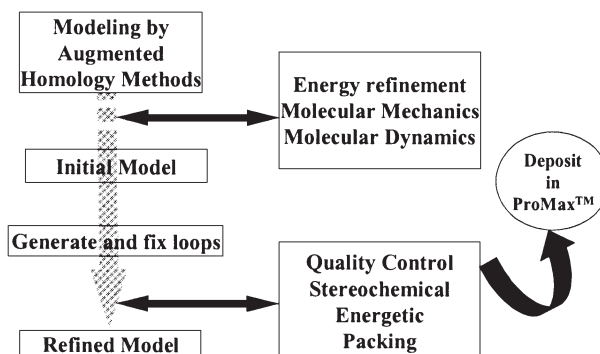 Modeling by
Augmented
Homology Methods
Energy refinement
Molecular Mechanics
Molecular Dynamics
Initial Model
Deposit
in
ProMax™
Generate and fix loops
Quality Control
Stereochemical
Energetic
Packing
Refined Model